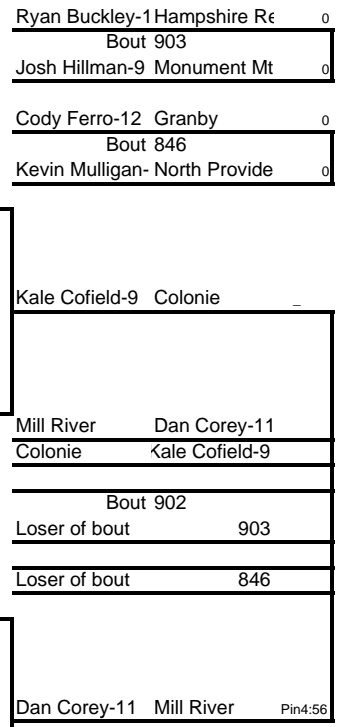 Ryan Buckley-1 Hampshire Re 0
Bout 903
Josh Hillman-9 Monument Mt 0
Cody Ferro-12 Granby 0
Bout 846
Kevin Mulligan- North Provide 0
Kale Cofield-9 Colonie _
Mill River Dan Corey-11
Colonie Kale Cofield-9
Bout 902
Loser of bout 903
Loser of bout 846
Dan Corey-11 Mill River Pin4:56